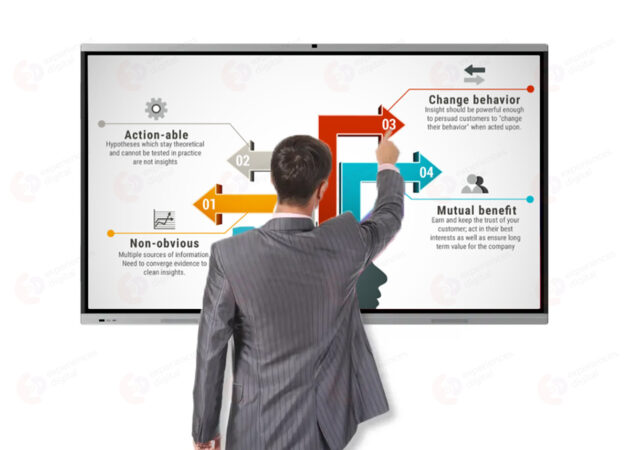 Change behavior
Insight should be powerful enough
to persuade customers to "change
their behavior" when acted upon.
03
Action-able
Hypotheses which stay theoretical
and cannot be tested in practice
are not insights
02
04
01
Mutual benefit
Earn and keep the trust of your
customer; act in their best
interests as well as ensure long
term value for the company
Non-obvious
Multiple sources of information.
Need to converge evidence to
clean insights.
experiences
digital